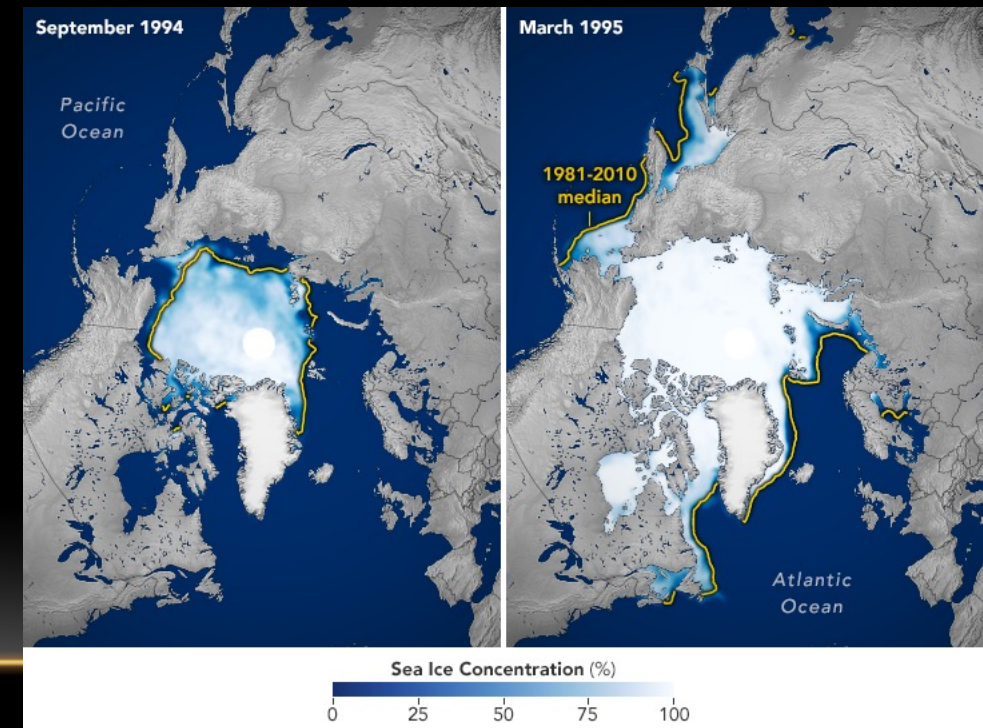 September 1994
Pacific
Ocean
March 1995
1981-2010
median
Atlantic
Ocean
Sea Ice Concentration (%)
0 25 50 75 100